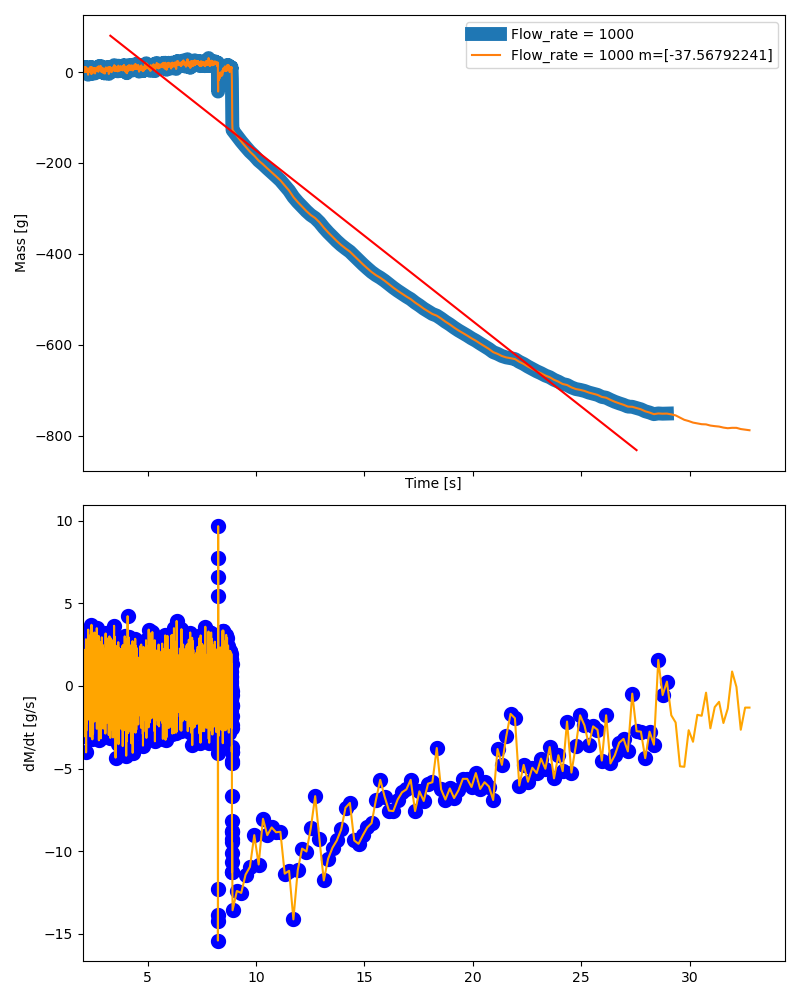 Flow_rate = 1000
Flow_rate = 1000 m=[-37.56792241]
Mass [g]
0
−200
−400
−600
−800
Time [s]
dM/dt [g/s]
10
5
0
−5
−10
−15
5 10 15 20 25 30